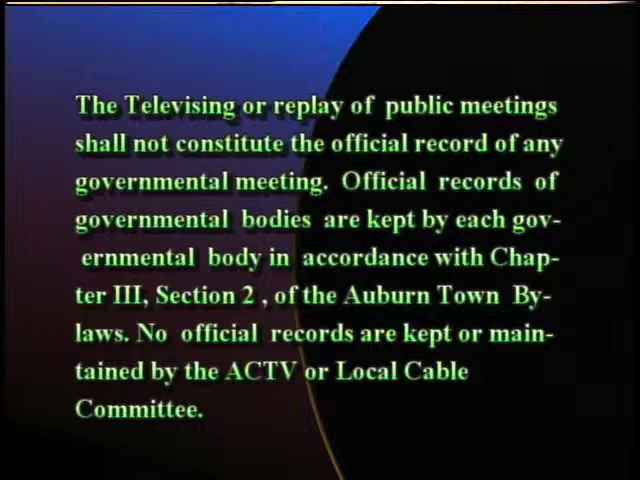 The Televising or replay of public meetings
shall not constitute the official record of any
governmental meeting. Official records of
governmental bodies are kept by each gov-
ernmental body in accordance with Chap-
ter III, Section 2 , of the Auburn Town By-
laws. No official records are kept or main-
tained by the ACTV or Local Cable
Committee.